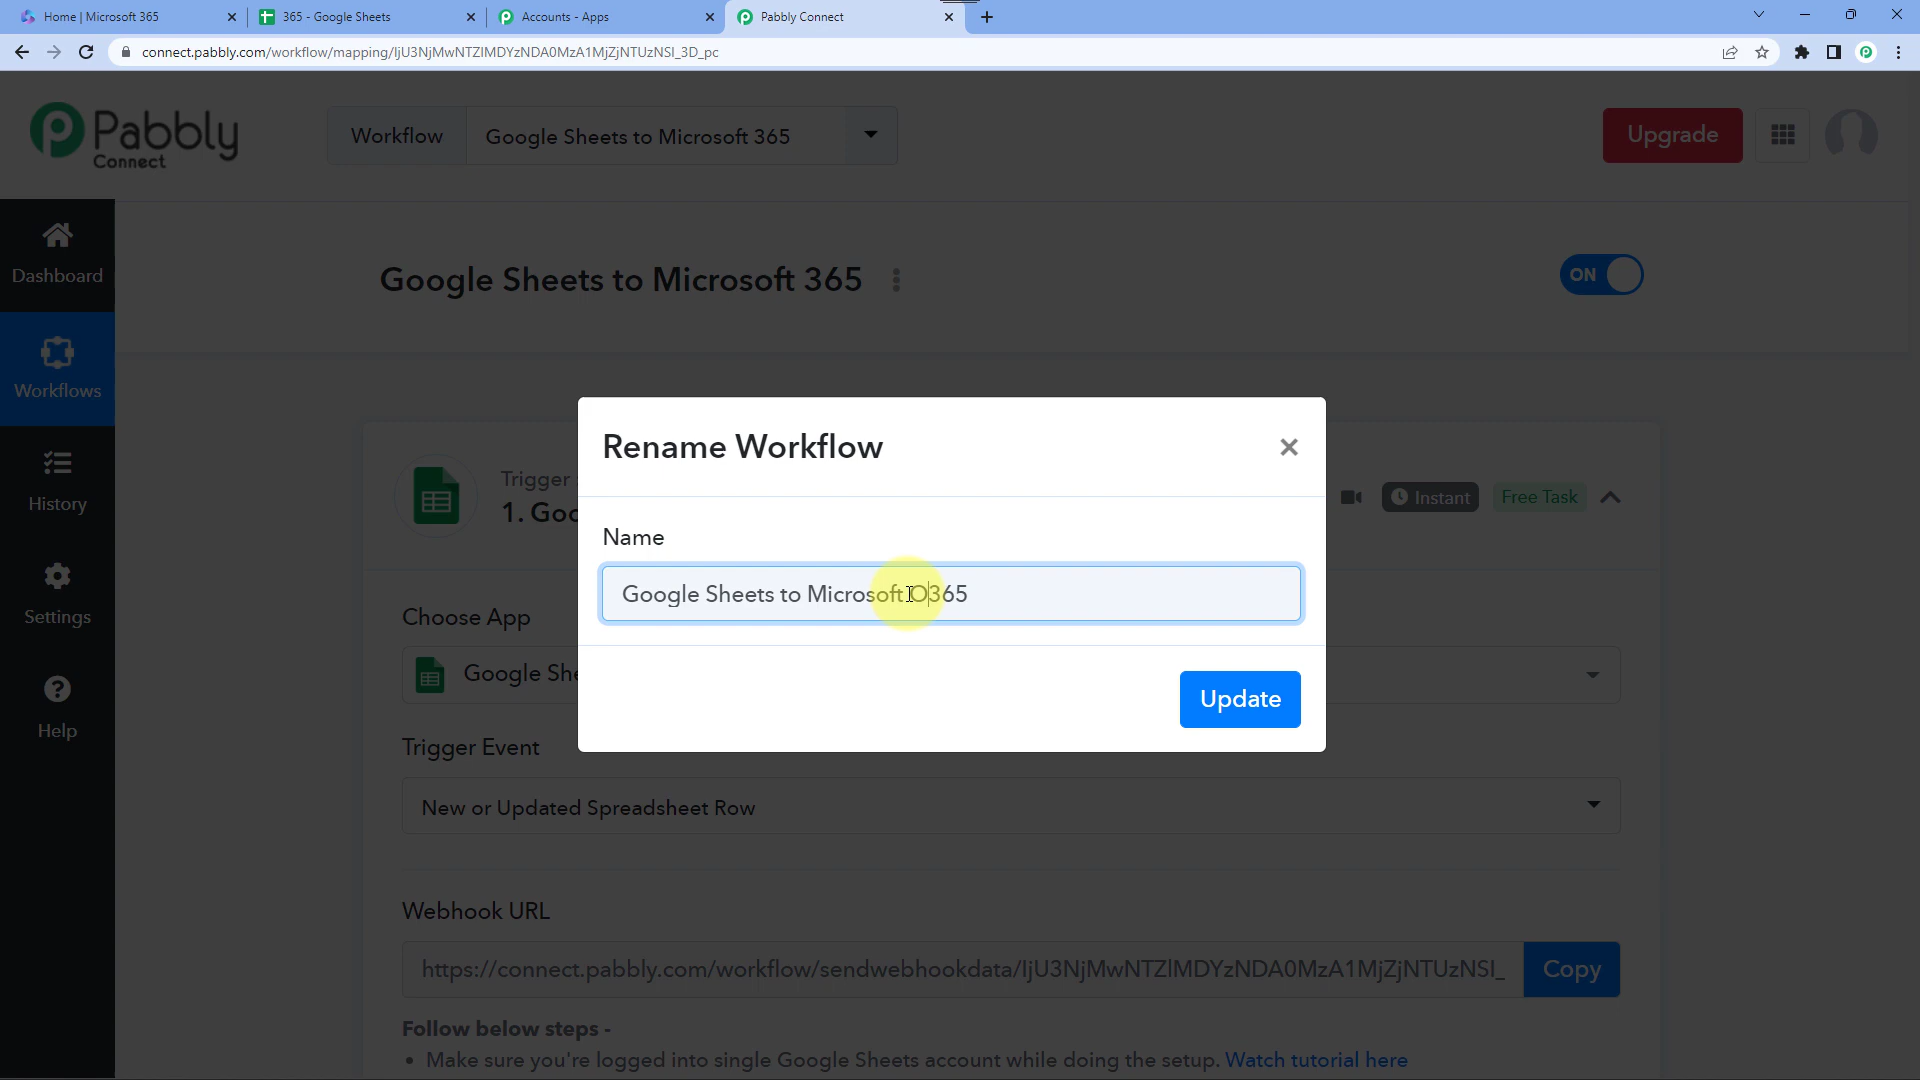 Home | Microsoft 365
365 - Google Sheets
Accounts - Apps
Pabbly Connect
connect.pabbly.com/workflow/mapping/IjU3NjMwNTZlMDYzNDA0MzA1MjZjNTUzNSI_3D_pc
Pabbly
Connect
Workflow
Google Sheets to Microsoft 365
Upgrade
Dashboard
Google Sheets to Microsoft 365
ON
Workflows
Rename Workflow
History
Trigger
1. Goo
Instant
Free Task
Name
Google Sheets to Microsoft O365
Settings
Choose App
Google She
Update
Help
Trigger Event
New or Updated Spreadsheet Row
Webhook URL
https://connect.pabbly.com/workflow/sendwebhookdata/IjU3NjMwNTZlMDYzNDA0MzA1MjZjNTUzNSI_
Copy
Follow below steps -
• Make sure you're logged into single Google Sheets account while doing the setup. Watch tutorial here